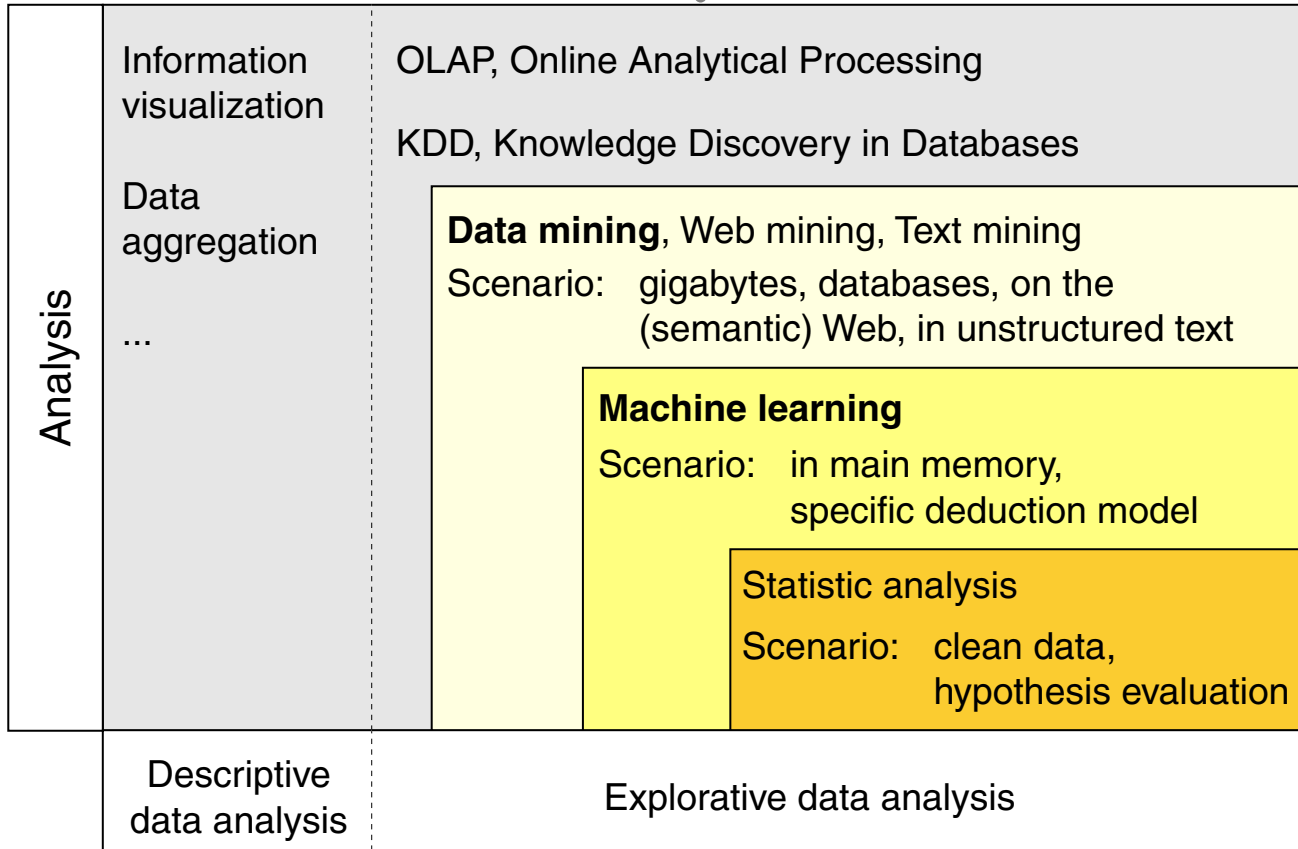 Information
visualization
Data
aggregation
...
OLAP, Online Analytical Processing
KDD, Knowledge Discovery in Databases
Data mining, Web mining, Text mining
Scenario: gigabytes, databases, on the
(semantic) Web, in unstructured text
Machine learning
Scenario: in main memory,
specific deduction model
Statistic analysis
Scenario: clean data,
hypothesis evaluation
Analysis
Descriptive
data analysis
Explorative data analysis